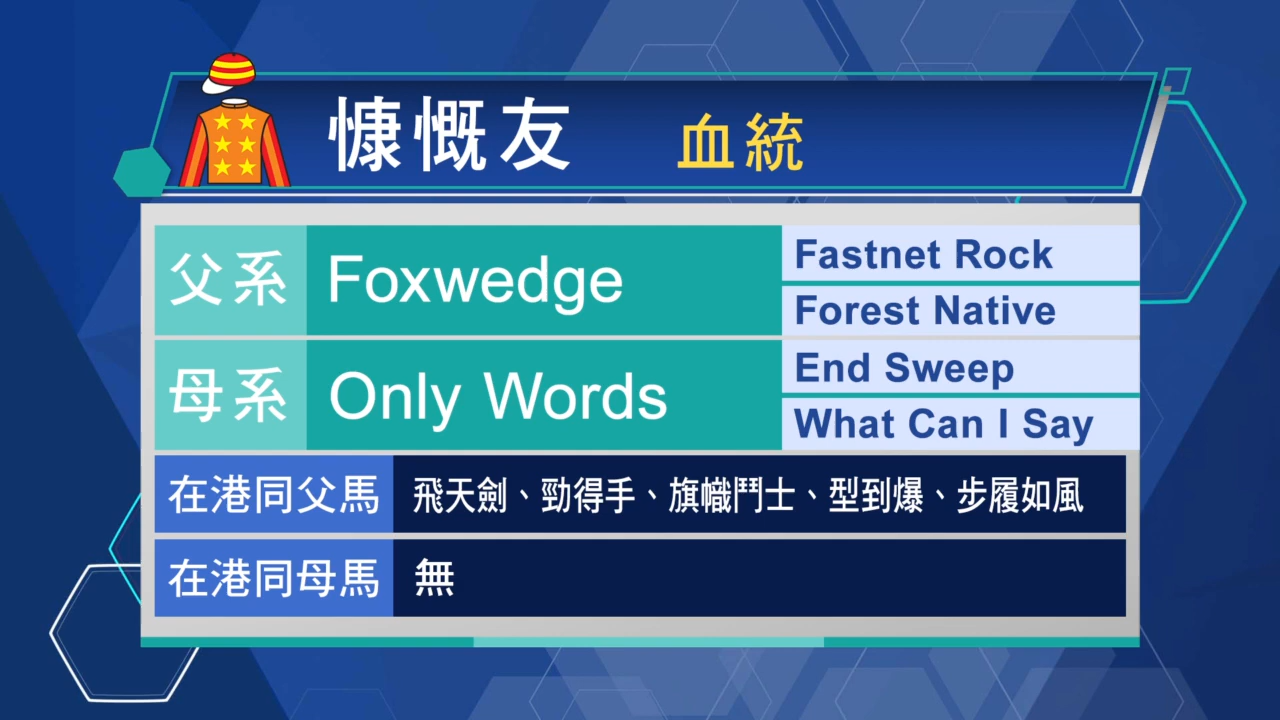 慷慨友 血統
父系 Foxwedge
Fastnet Rock
Forest Native
母系 Only Words
End Sweep
What Can I Say
在港同父馬 飛天劍、勁得手、旗幟鬥士、型到爆、步履如風
在港同母馬 無